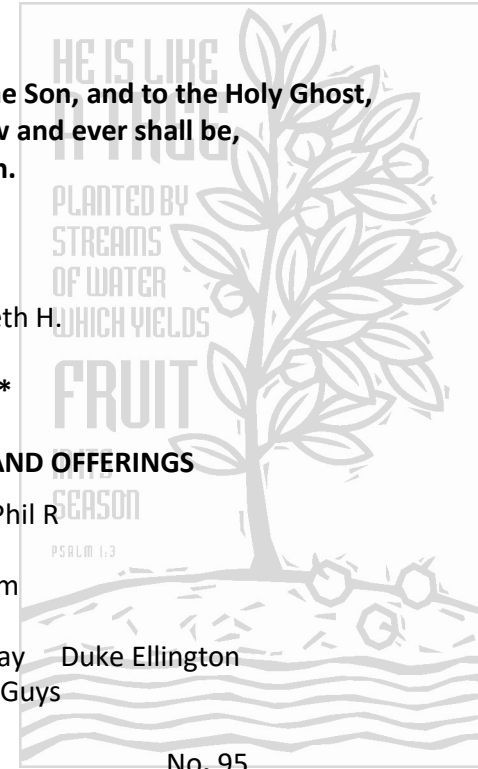 HE IS LIKE
e Son, and to the Holy Ghost,
A TREE
and ever shall be,
PLANTED BY
STREAMS
OF WATER
eth H.
WHICH YIELDS
*
FRUIT
AND OFFERINGS
IN ITS
Phil R
SEASON
PSALM 1:3
m
ay Duke Ellington
Guys
No. 95